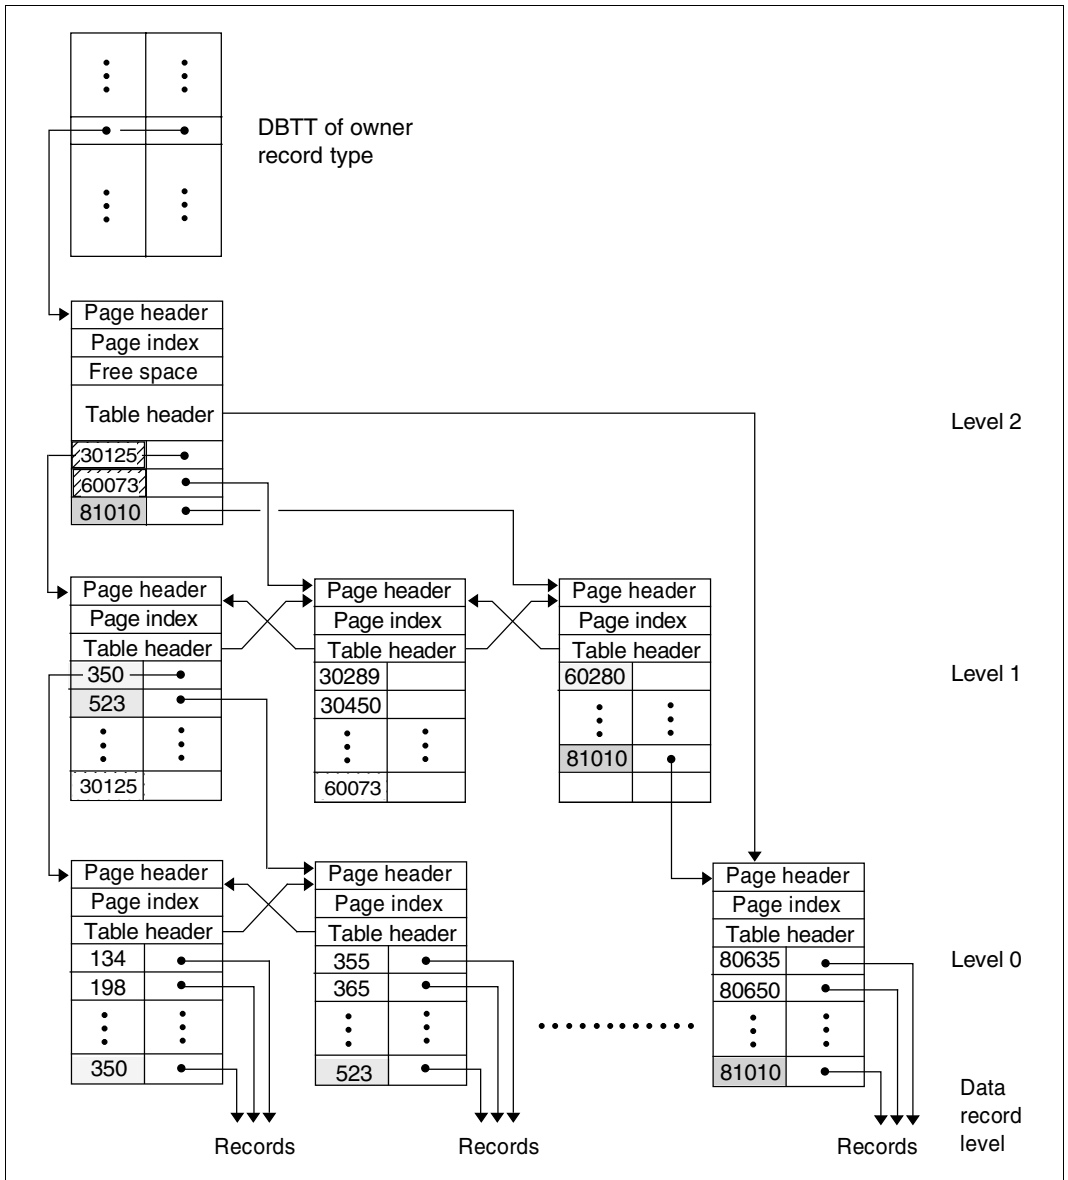 DBTT of owner
record type
Page header
Page index
Free space
Table header
Level 2
30125
60073
81010
Page header
Page index
Table header
350
523
30125
Page header
Page index
Table header
30289
30450
60073
Page header
Page index
Table header
60280
81010
Level 1
Page header
Page index
Table header
134
198
350
Records
Page header
Page index
Table header
355
365
523
Records
Page header
Page index
Table header
80635
80650
81010
Records
Level 0
Data
record
level